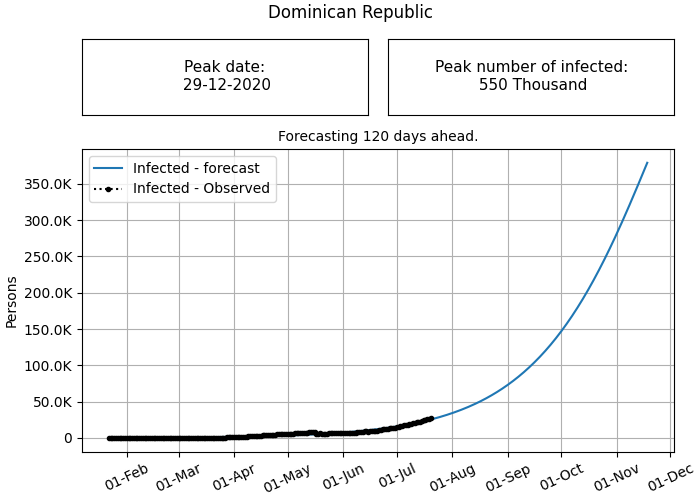 Dominican Republic
Peak date:
29-12-2020
Peak number of infected:
550 Thousand
Forecasting 120 days ahead.
Infected - forecast
Infected - Observed
Persons
350.0K
300.0K
250.0K
200.0K
150.0K
100.0K
50.0K
0
01-Feb
01-Mar
01-Apr
01-May
01-Jun
01-Jul
01-Aug
01-Sep
01-Oct
01-Nov
01-Dec